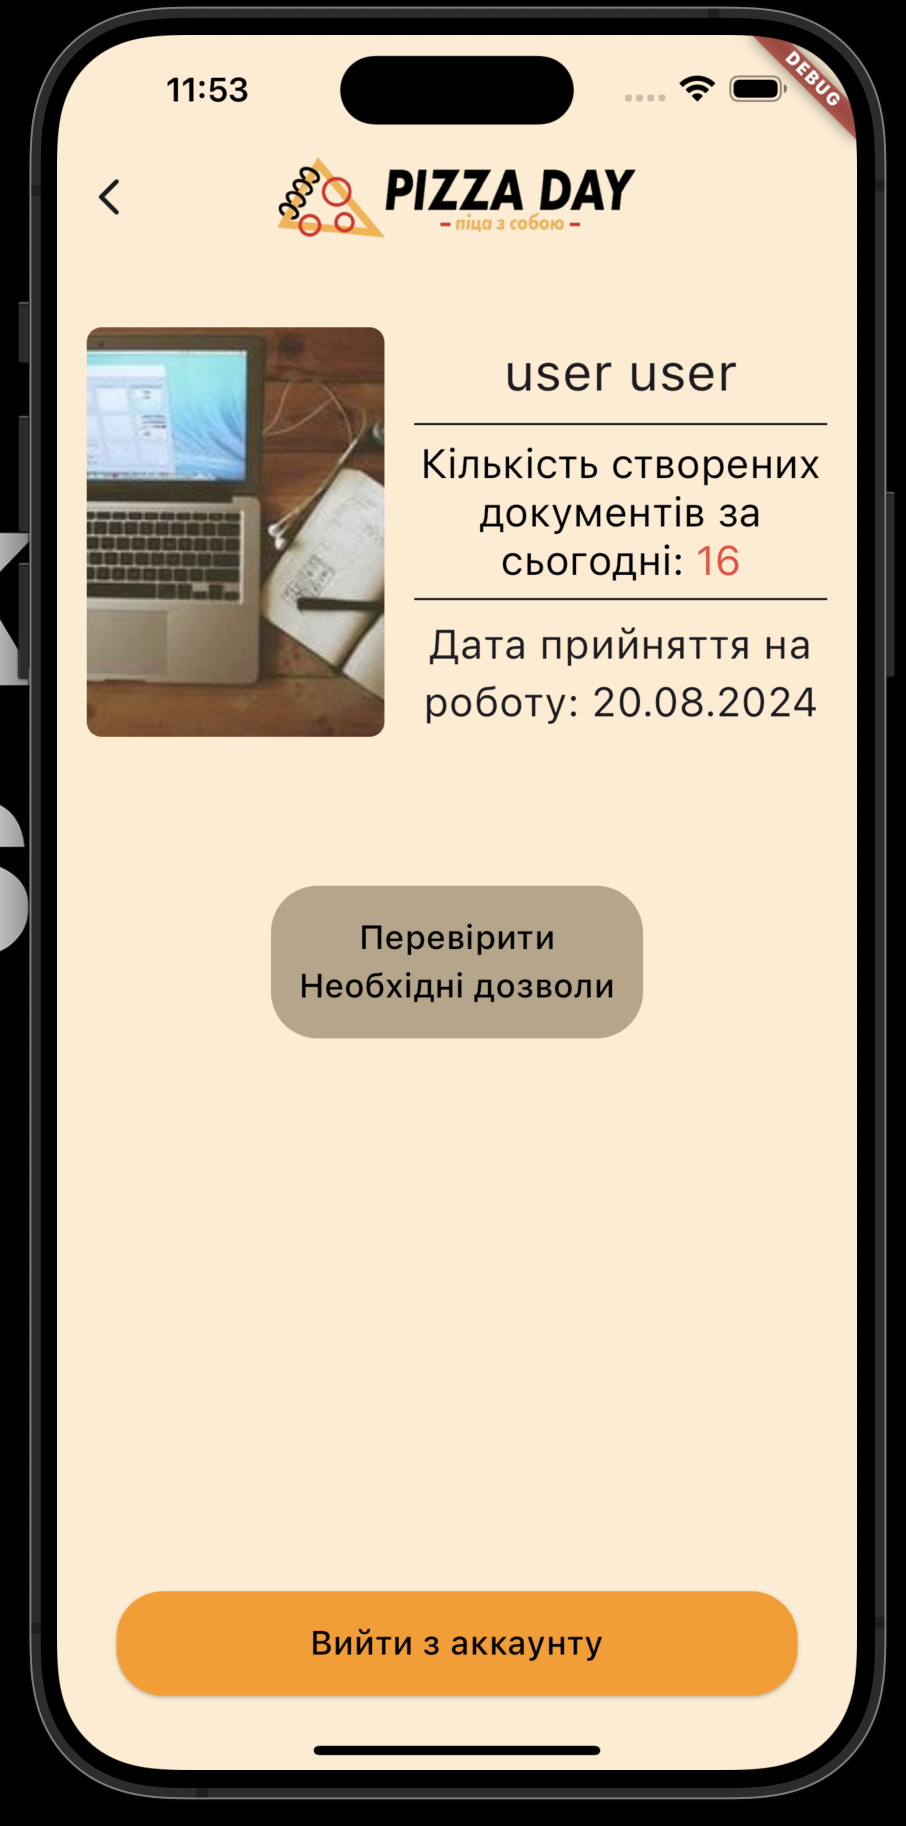 11:53
DEBUG
PIZZA DAY
- піца з собою -
user user
Кількість створених
документів за
сьогодні: 16
Дата прийняття на
роботу: 20.08.2024
Перевірити
Необхідні дозволи
Вийти з аккаунту